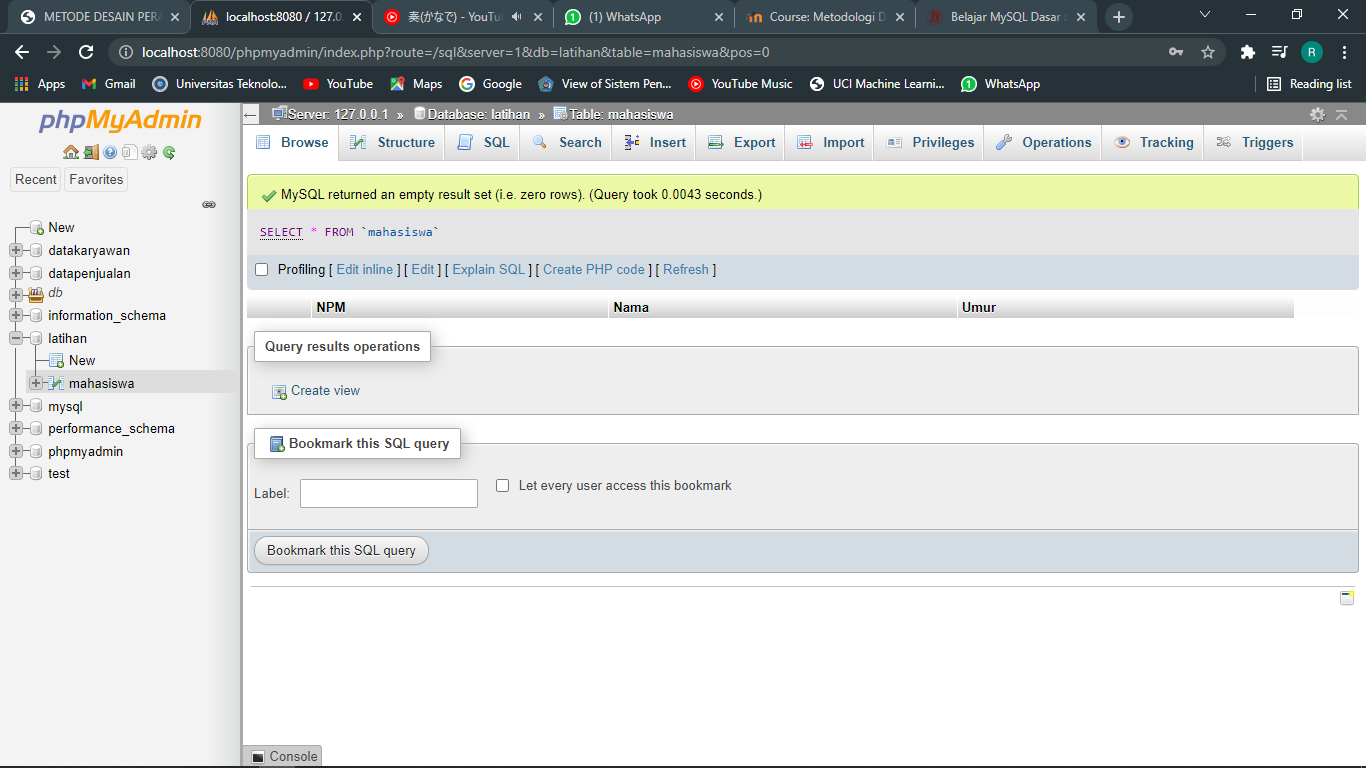 METODE DESAIN PERA
localhost:8080 / 127.0.
奏(かなで) - YouTu
(1) WhatsApp
Course: Metodologi D
Belajar MySQL Dasar :
localhost:8080/phpmyadmin/index.php?route=/sql&server=1&db=latihan&table=mahasiswa&pos=0
R
Apps
Gmail
Universitas Teknolo...
YouTube
Maps
Google
View of Sistem Pen...
YouTube Music
UCI Machine Learni...
WhatsApp
Reading list
phpMyAdmin
Recent
Favorites
New
datakaryawan
datapenjualan
db
information_schema
latihan
New
mahasiswa
mysql
performance_schema
phpmyadmin
test
Server: 127.0.0.1 » Database: latihan » Table: mahasiswa
Browse
Structure
SQL
Search
Insert
Export
Import
Privileges
Operations
Tracking
Triggers
MySQL returned an empty result set (i.e. zero rows). (Query took 0.0043 seconds.)
SELECT * FROM `mahasiswa`
Profiling [ Edit inline ] [ Edit ] [ Explain SQL ] [ Create PHP code ] [ Refresh ]
NPM Nama Umur
Query results operations
Create view
Bookmark this SQL query
Label:
Let every user access this bookmark
Bookmark this SQL query
Console